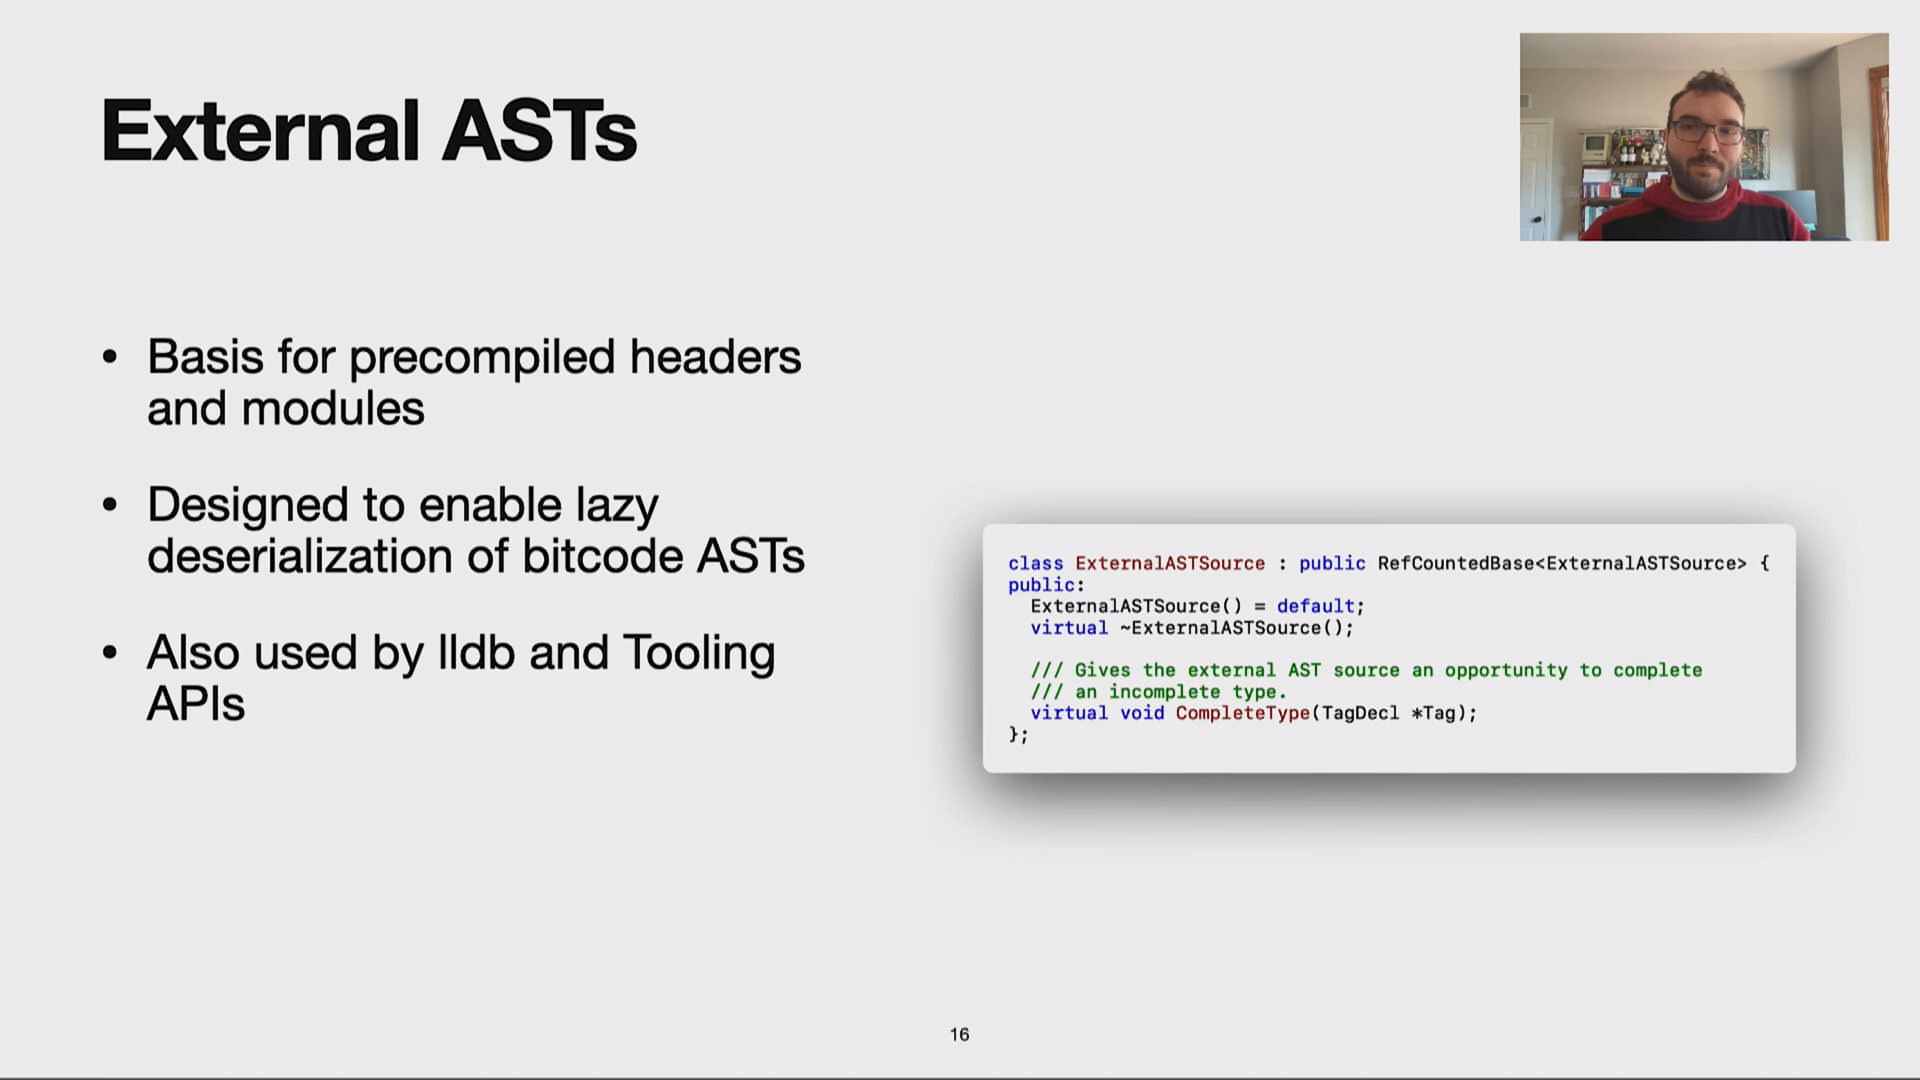 External ASTs
• Basis for precompiled headers
and modules
• Designed to enable lazy
deserialization of bitcode ASTs
• Also used by lldb and Tooling
APIs
class ExternalASTSource : public RefCountedBase<ExternalASTSource> {
public:
  ExternalASTSource() = default;
  virtual ~ExternalASTSource();

  /// Gives the external AST source an opportunity to complete
  /// an incomplete type.
  virtual void CompleteType(TagDecl *Tag);
};
16